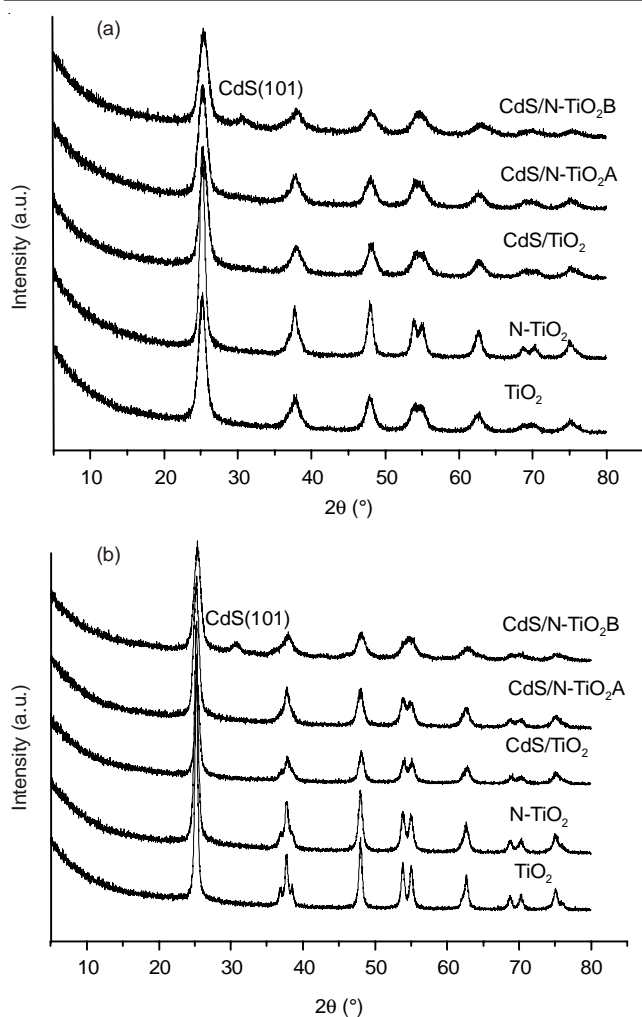 (a)
CdS(101)
CdS/N-TiO₂B
CdS/N-TiO₂A
CdS/TiO₂
N-TiO₂
TiO₂
Intensity (a.u.)
10 20 30 40 50 60 70 80
2θ (°)
(b)
CdS(101)
CdS/N-TiO₂B
CdS/N-TiO₂A
CdS/TiO₂
N-TiO₂
TiO₂
Intensity (a.u.)
10 20 30 40 50 60 70 80
2θ (°)